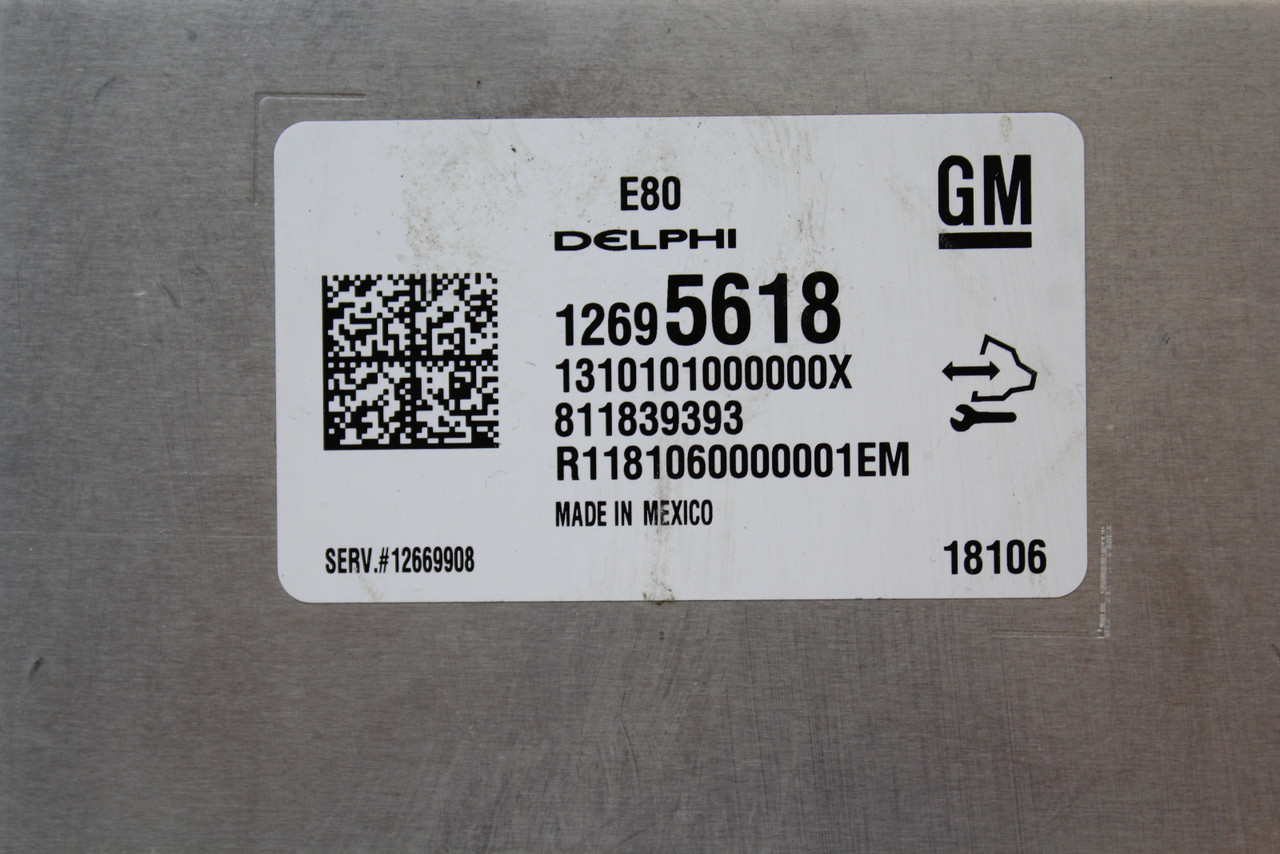 E80
GM
DELPHI
12695618
1310101000000X
811839393
R1181060000001EM
MADE IN MEXICO
SERV.#12669908
18106